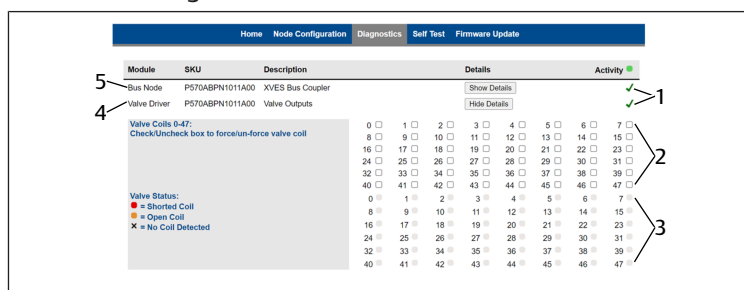 Home Node Configuration Diagnostics Self Test Firmware Update
Module SKU Description Details Activity
5 Bus Node P570ABPN1011A00 XVES Bus Coupler Show Details
1
4 Valve Driver P570ABPN1011A00 Valve Outputs Hide Details
Valve Coils 0-47:
Check/Uncheck box to force/un-force valve coil
0 1 2 3 4 5 6 7
8 9 10 11 12 13 14 15
16 17 18 19 20 21 22 23
2
24 25 26 27 28 29 30 31
32 33 34 35 36 37 38 39
40 41 42 43 44 45 46 47
Valve Status:
= Shorted Coil
= Open Coil
X = No Coil Detected
0 1 2 3 4 5 6 7
8 9 10 11 12 13 14 15
16 17 18 19 20 21 22 23
3
24 25 26 27 28 29 30 31
32 33 34 35 36 37 38 39
40 41 42 43 44 45 46 47